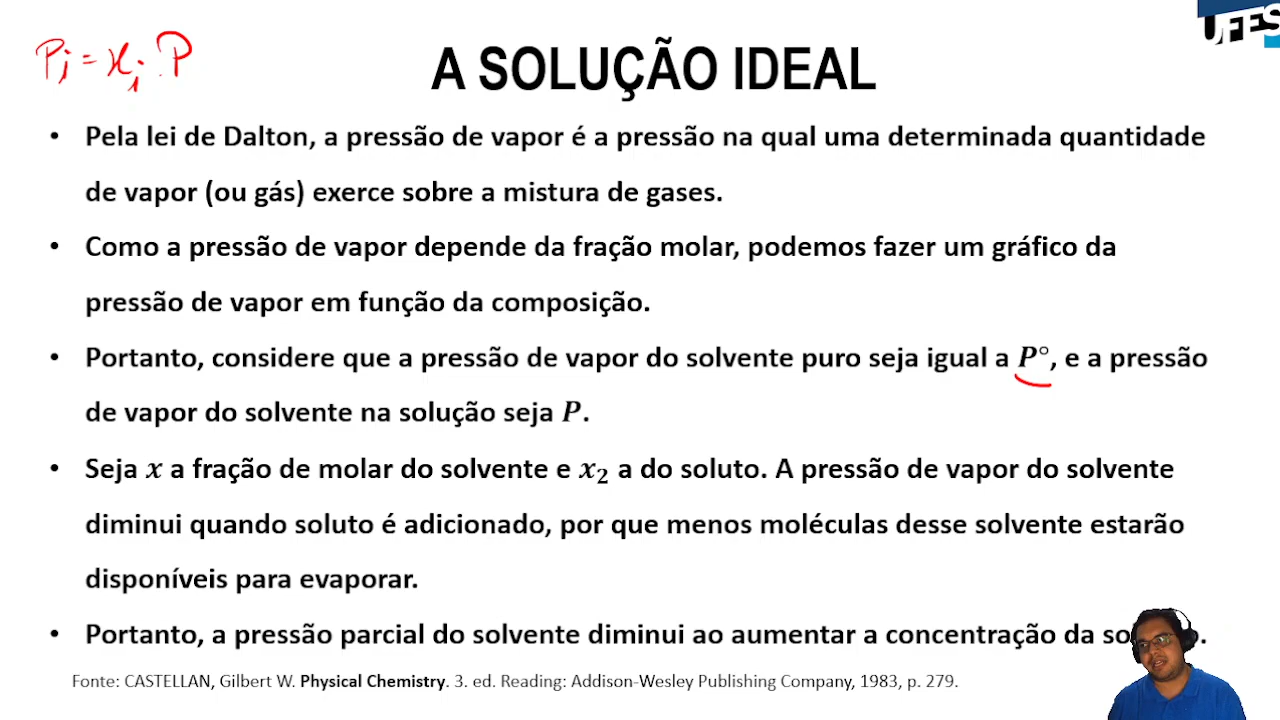 UFES
Pi = xi . P
A SOLUÇÃO IDEAL
• Pela lei de Dalton, a pressão de vapor é a pressão na qual uma determinada quantidade
de vapor (ou gás) exerce sobre a mistura de gases.
• Como a pressão de vapor depende da fração molar, podemos fazer um gráfico da
pressão de vapor em função da composição.
• Portanto, considere que a pressão de vapor do solvente puro seja igual a P°, e a pressão
de vapor do solvente na solução seja P.
• Seja x a fração de molar do solvente e x₂ a do soluto. A pressão de vapor do solvente
diminui quando soluto é adicionado, por que menos moléculas desse solvente estarão
disponíveis para evaporar.
• Portanto, a pressão parcial do solvente diminui ao aumentar a concentração da
Fonte: CASTELLAN, Gilbert W. Physical Chemistry. 3. ed. Reading: Addison-Wesley Publishing Company, 1983, p. 279.